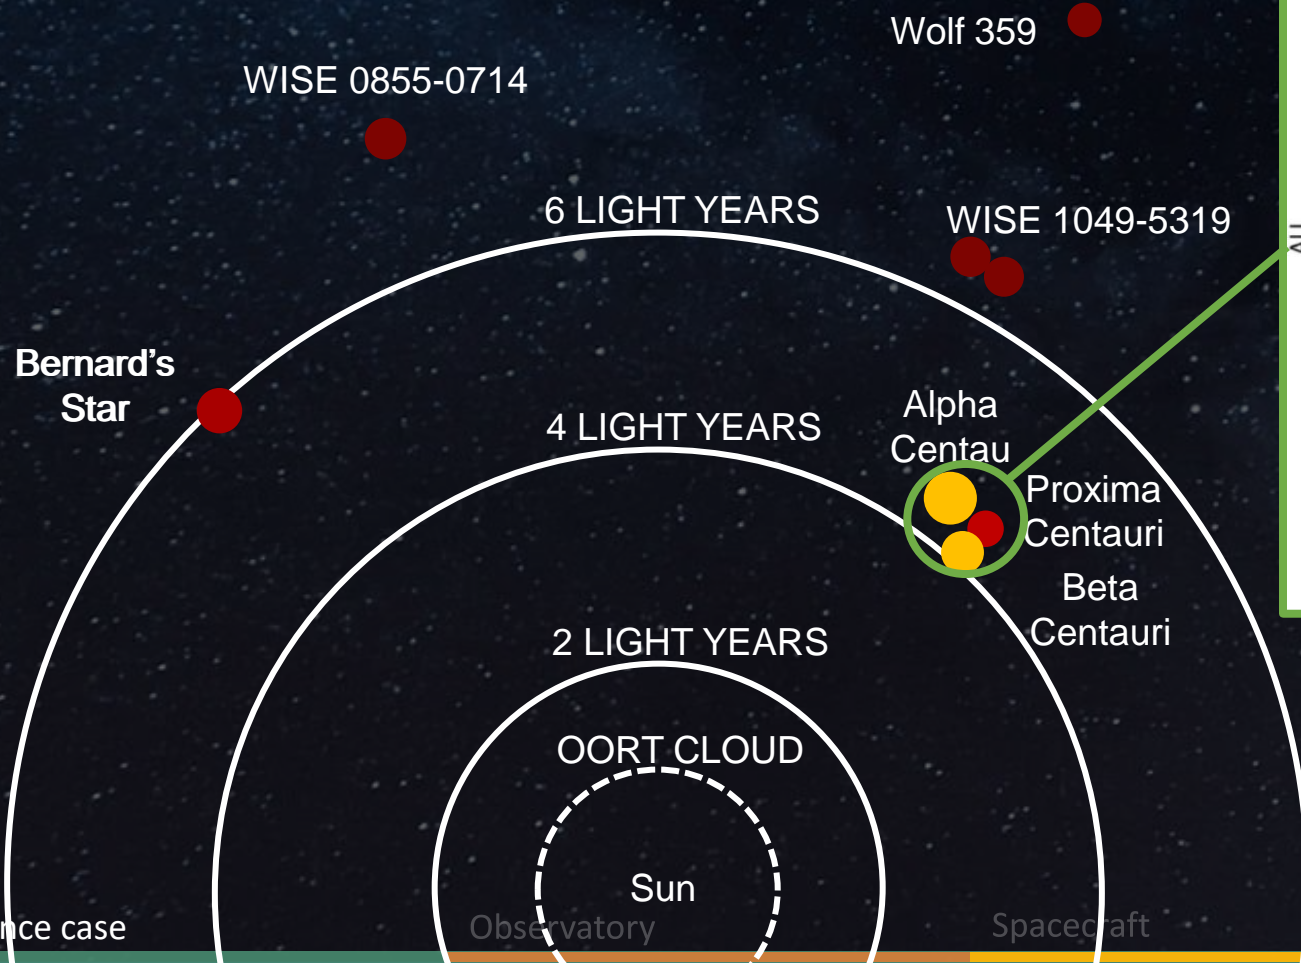 Wolf 359
WISE 0855-0714
6 LIGHT YEARS
WISE 1049-5319
Bernard's
Star
4 LIGHT YEARS
Alpha
Centau
Proxima
Centauri
Beta
Centauri
2 LIGHT YEARS
OORT CLOUD
Sun
nce case
Observatory
Spacecraft